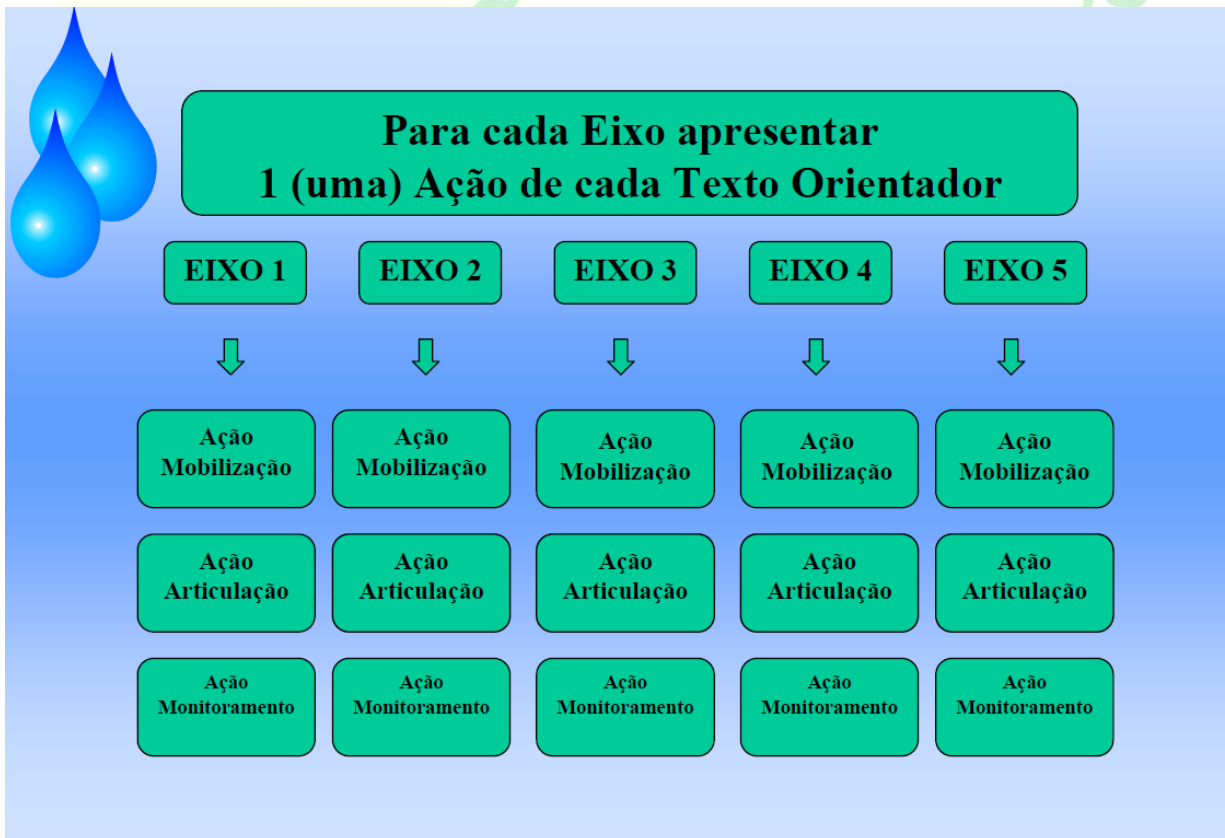 Para cada Eixo apresentar
1 (uma) Ação de cada Texto Orientador
EIXO 1
EIXO 2
EIXO 3
EIXO 4
EIXO 5
Ação
Mobilização
Ação
Mobilização
Ação
Mobilização
Ação
Mobilização
Ação
Mobilização
Ação
Articulação
Ação
Articulação
Ação
Articulação
Ação
Articulação
Ação
Articulação
Ação
Monitoramento
Ação
Monitoramento
Ação
Monitoramento
Ação
Monitoramento
Ação
Monitoramento